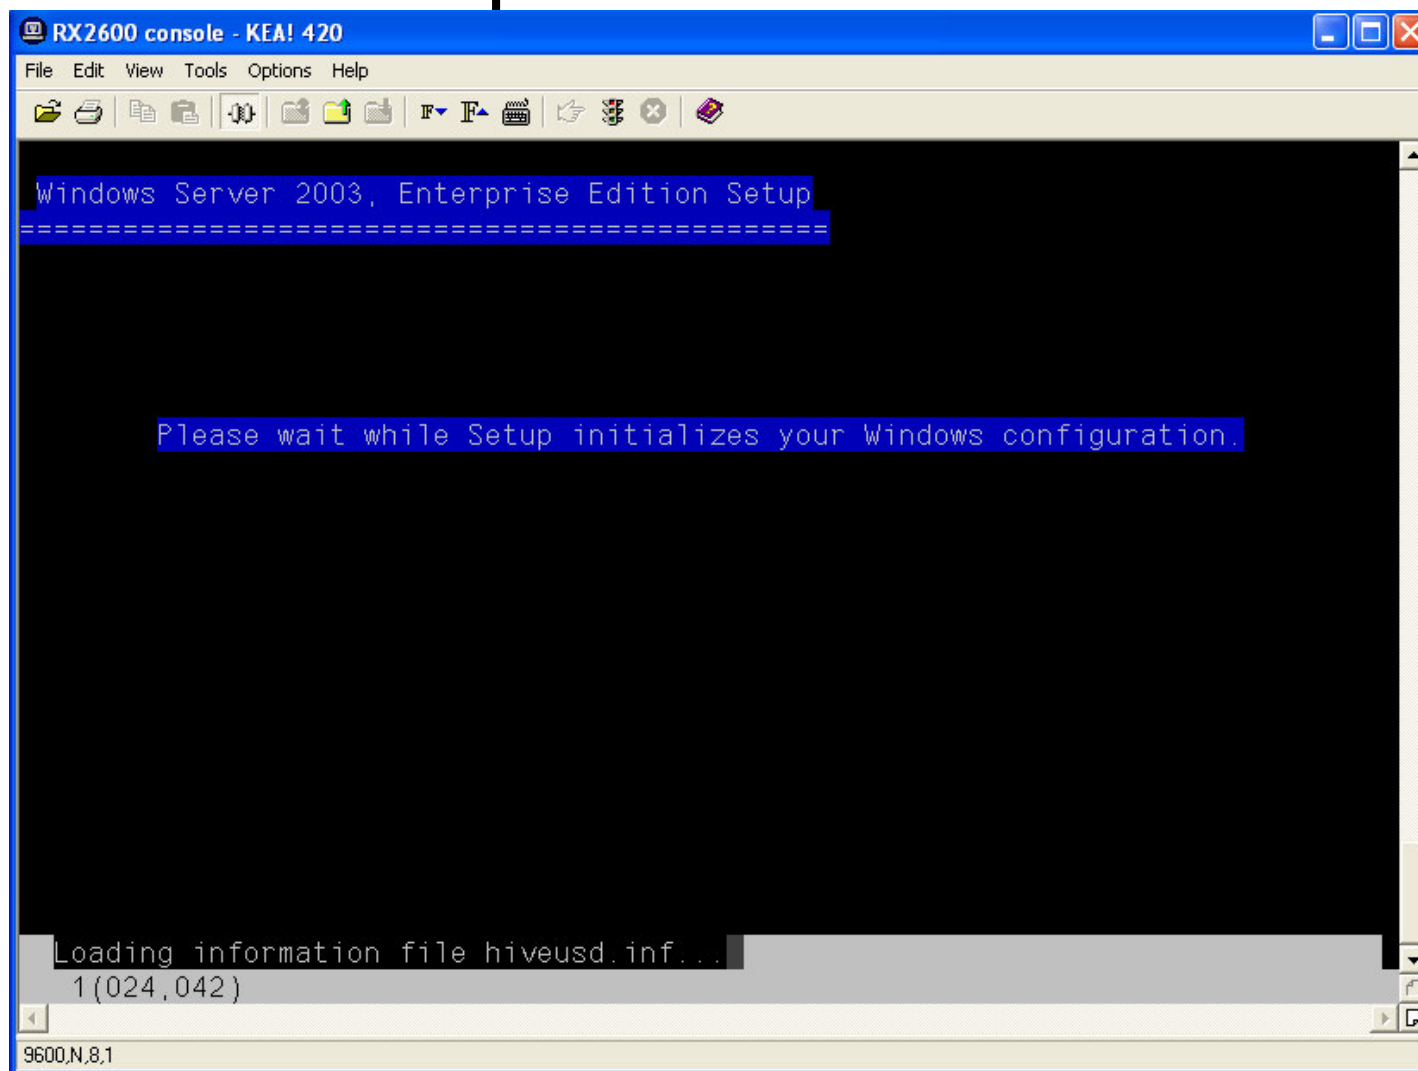 RX2600 console - KEA! 420
File Edit View Tools Options Help
Windows Server 2003, Enterprise Edition Setup
===============================================
Please wait while Setup initializes your Windows configuration.
Loading information file hiveusd.inf...
1(024,042)
9600,N,8,1